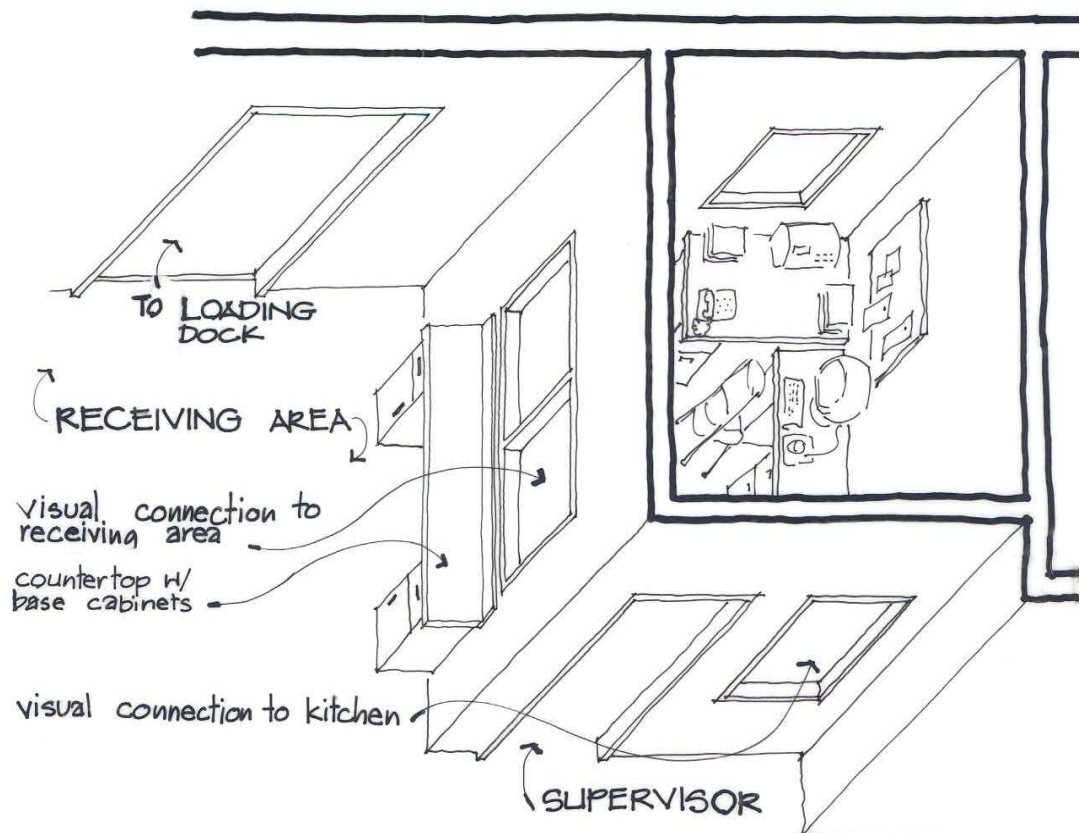 TO LOADING
DOCK
RECEIVING AREA
visual connection to
receiving area
countertop w/
base cabinets
visual connection to kitchen
SUPERVISOR